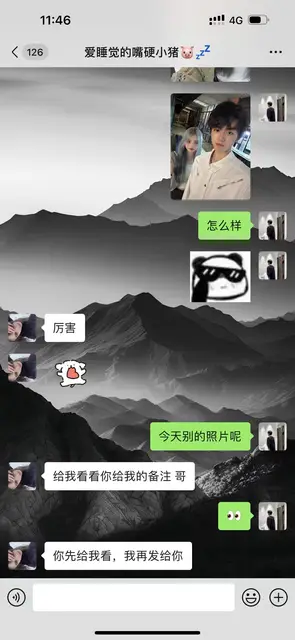 11:46
4G
126
爱睡觉的嘴硬小猪🐷💤
怎么样
厉害
今天别的照片呢
给我看看你给我的备注 哥
👀
你先给我看，我再发给你